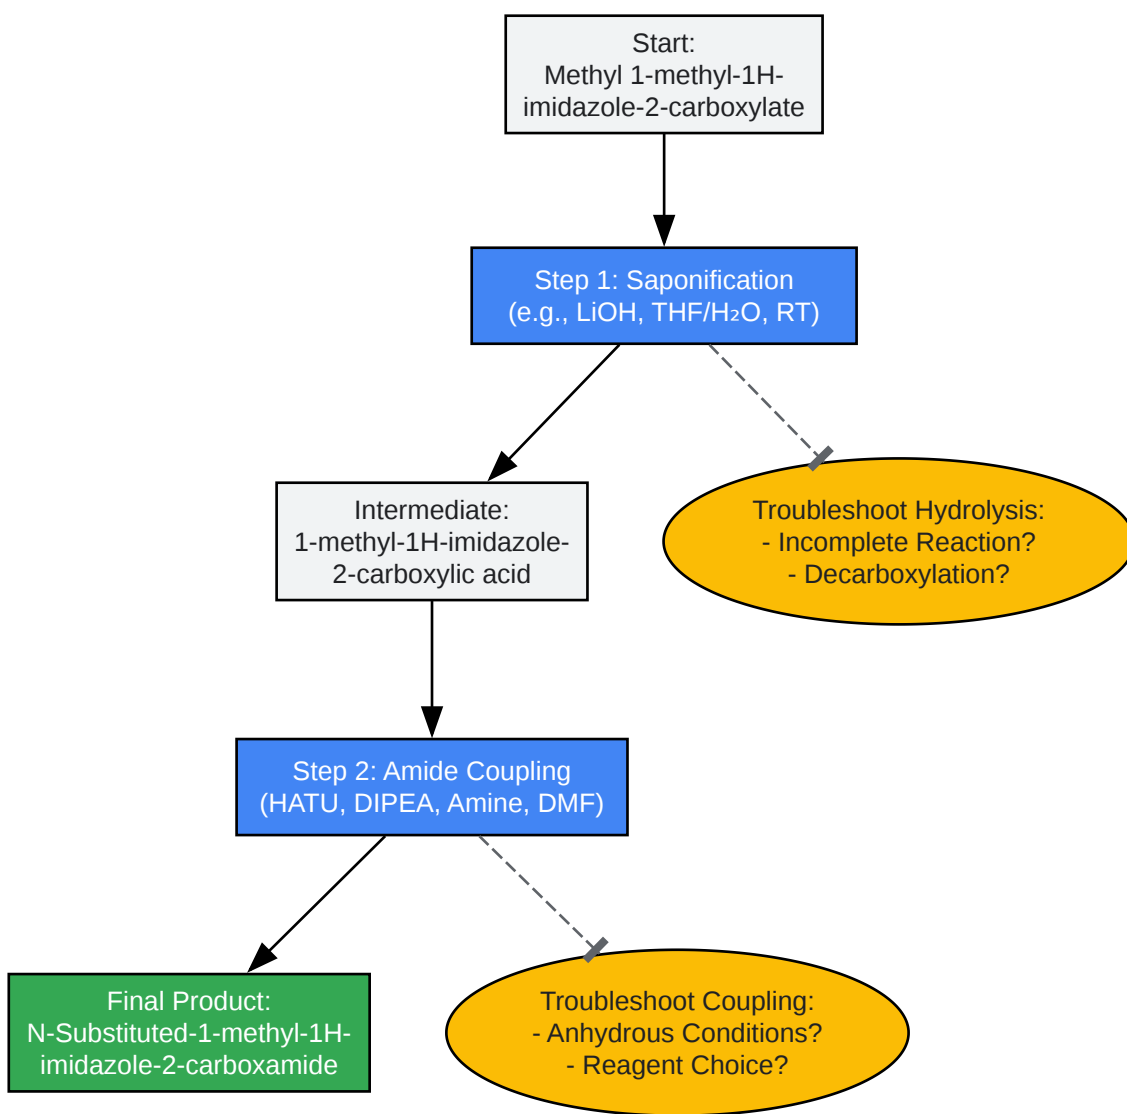 Start:
Methyl 1-methyl-1H-
imidazole-2-carboxylate
Step 1: Saponification
(e.g., LiOH, THF/H₂O, RT)
Intermediate:
1-methyl-1H-imidazole-
2-carboxylic acid
Troubleshoot Hydrolysis:
- Incomplete Reaction?
- Decarboxylation?
Step 2: Amide Coupling
(HATU, DIPEA, Amine, DMF)
Final Product:
N-Substituted-1-methyl-1H-
imidazole-2-carboxamide
Troubleshoot Coupling:
- Anhydrous Conditions?
- Reagent Choice?